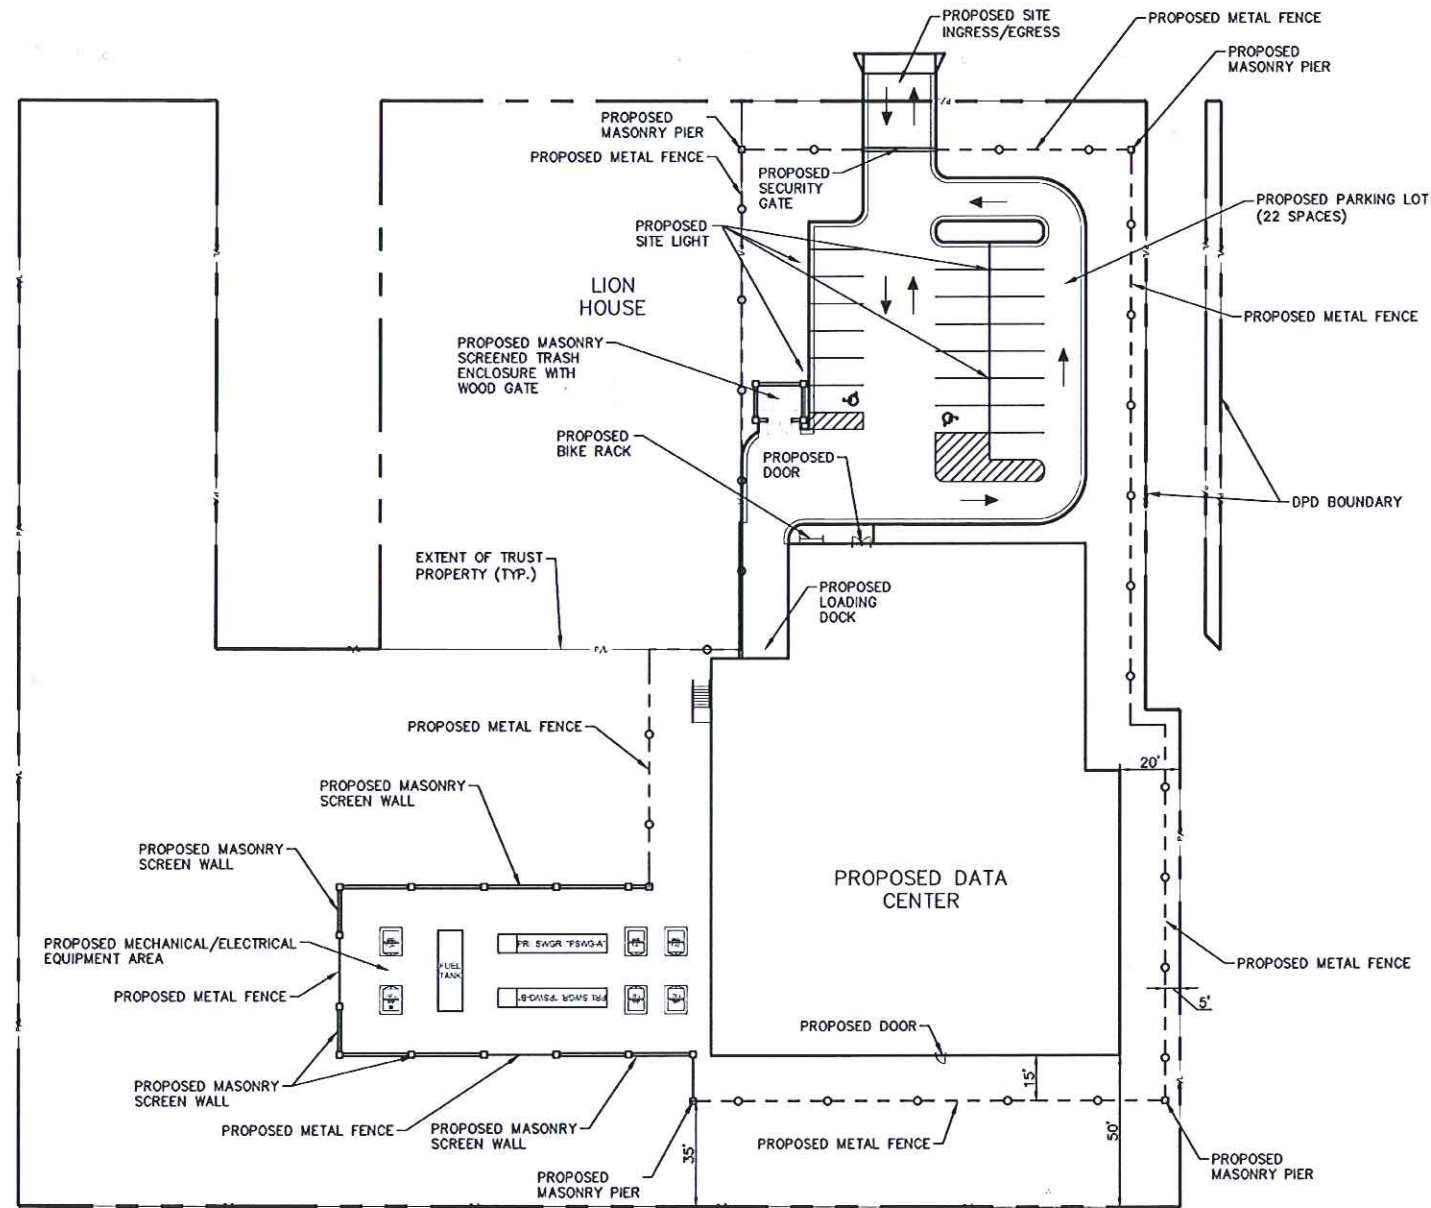 PROPOSED SITE
INGRESS/EGRESS
PROPOSED METAL FENCE
PROPOSED
MASONRY PIER
PROPOSED
MASONRY PIER
PROPOSED METAL FENCE
PROPOSED
SECURITY
GATE
PROPOSED PARKING LOT
(22 SPACES)
PROPOSED
SITE LIGHT
LION
HOUSE
PROPOSED METAL FENCE
PROPOSED MASONRY
SCREENED TRASH
ENCLOSURE WITH
WOOD GATE
PROPOSED
BIKE RACK
PROPOSED
DOOR
DPD BOUNDARY
EXTENT OF TRUST
PROPERTY (TYP.)
PROPOSED
LOADING
DOCK
PROPOSED METAL FENCE
20'
PROPOSED MASONRY
SCREEN WALL
PROPOSED MASONRY
SCREEN WALL
PROPOSED DATA
CENTER
PROPOSED MECHANICAL/ELECTRICAL
EQUIPMENT AREA
FUEL
TANK
PRI SWGR "PSWG-A"
PRI SWGR "PSWG-B"
PROPOSED METAL FENCE
PROPOSED METAL FENCE
5'
PROPOSED DOOR
15'
PROPOSED MASONRY
SCREEN WALL
PROPOSED METAL FENCE
PROPOSED MASONRY
SCREEN WALL
PROPOSED METAL FENCE
35'
50'
PROPOSED
MASONRY PIER
PROPOSED
MASONRY PIER